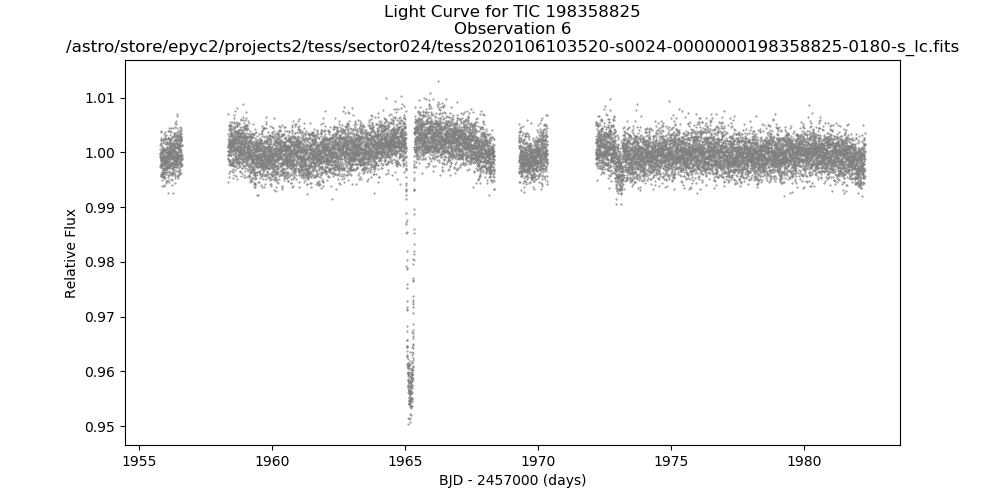 Light Curve for TIC 198358825
Observation 6
/astro/store/epyc2/projects2/tess/sector024/tess2020106103520-s0024-0000000198358825-0180-s_lc.fits
1.01
1.00
0.99
0.98
0.97
0.96
0.95
Relative Flux
1955 1960 1965 1970 1975 1980
BJD - 2457000 (days)